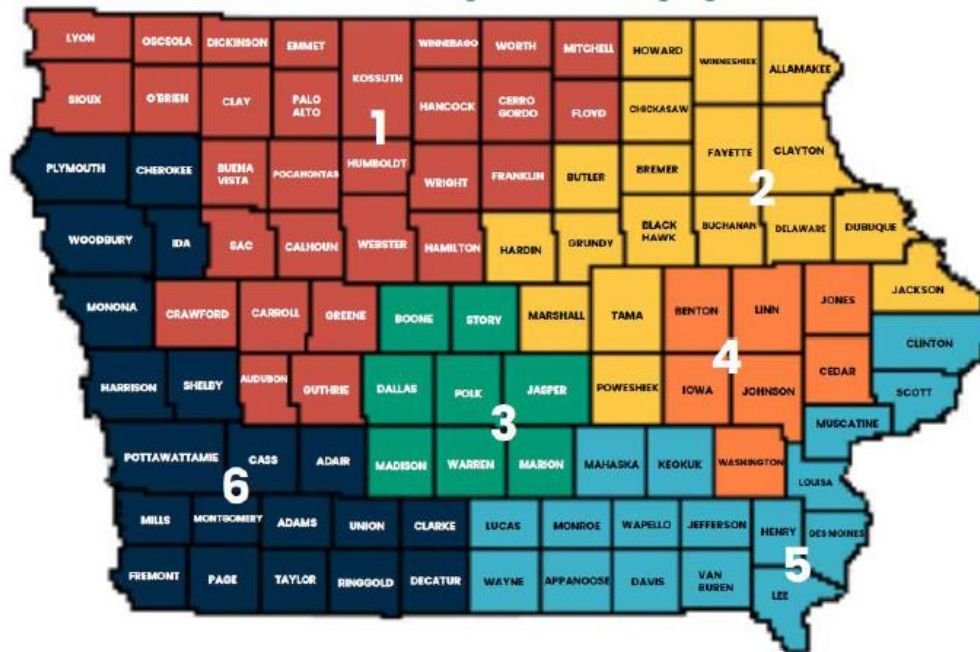 LYON
OSCEOLA
DICKINSON
EMMET
KOSSUTH
WINNEBAGO
WORTH
MITCHELL
HOWARD
WINNESHIEK
ALLAMAKEE
SIOUX
O'BRIEN
CLAY
PALO
ALTO
HANCOCK
CERRO
GORDO
FLOYD
CHICKASAW
1
PLYMOUTH
CHEROKEE
BUENA
VISTA
POCAHONTAS
HUMBOLDT
WRIGHT
FRANKLIN
BUTLER
BREMER
FAYETTE
CLAYTON
2
WOODBURY
IDA
SAC
CALHOUN
WEBSTER
HAMILTON
HARDIN
GRUNDY
BLACK
HAWK
BUCHANAN
DELAWARE
DUBUQUE
MONONA
CRAWFORD
CARROLL
GREENE
BOONE
STORY
MARSHALL
TAMA
BENTON
LINN
JONES
JACKSON
4
CLINTON
HARRISON
SHELBY
AUDUBON
GUTHRIE
DALLAS
POLK
JASPER
POWESHIEK
IOWA
JOHNSON
CEDAR
SCOTT
3
MUSCATINE
POTTAWATTAMIE
CASS
ADAIR
MADISON
WARREN
MARION
MAHASKA
KEOKUK
WASHINGTON
LOUISA
6
MILLS
MONTGOMERY
ADAMS
UNION
CLARKE
LUCAS
MONROE
WAPELLO
JEFFERSON
HENRY
DES MOINES
5
FREMONT
PAGE
TAYLOR
RINGGOLD
DECATUR
WAYNE
APPANOOSE
DAVIS
VAN
BUREN
LEE